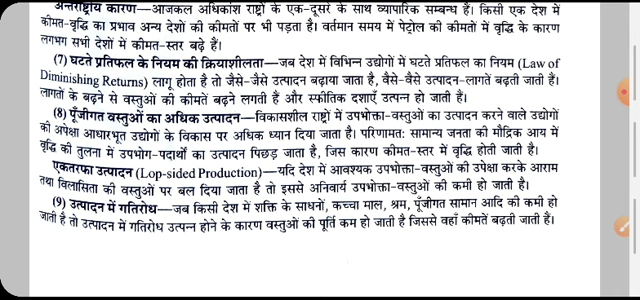 अन्तर्राष्ट्रीय कारण—आजकल अधिकांश राष्ट्रों के एक-दूसरे के साथ व्यापारिक सम्बन्ध हैं। किसी एक देश में
कीमत-वृद्धि का प्रभाव अन्य देशों की कीमतों पर भी पड़ता है। वर्तमान समय में पेट्रोल की कीमतों में वृद्धि के कारण
लगभग सभी देशों में कीमत-स्तर बढ़े हैं।
(7) घटते प्रतिफल के नियम की क्रियाशीलता—जब देश में विभिन्न उद्योगों में घटते प्रतिफल का नियम (Law of
Diminishing Returns) लागू होता है तो जैसे-जैसे उत्पादन बढ़ाया जाता है, वैसे-वैसे उत्पादन-लागतें बढ़ती जाती हैं।
लागतों के बढ़ने से वस्तुओं की कीमतें बढ़ने लगती हैं और स्फीतिक दशाएँ उत्पन्न हो जाती हैं।
(8) पूँजीगत वस्तुओं का अधिक उत्पादन—विकासशील राष्ट्रों में उपभोक्ता-वस्तुओं का उत्पादन करने वाले उद्योगों
की अपेक्षा आधारभूत उद्योगों के विकास पर अधिक ध्यान दिया जाता है। परिणामत: सामान्य जनता की मौद्रिक आय में
वृद्धि की तुलना में उपभोग-पदार्थों का उत्पादन पिछड़ जाता है, जिस कारण कीमत-स्तर में वृद्धि होती जाती है।
एकतरफा उत्पादन (Lop-sided Production)—यदि देश में आवश्यक उपभोक्ता-वस्तुओं की उपेक्षा करके आराम
तथा विलासिता की वस्तुओं पर बल दिया जाता है तो इससे अनिवार्य उपभोक्ता-वस्तुओं की कमी हो जाती है।
(9) उत्पादन में गतिरोध—जब किसी देश में शक्ति के साधनों, कच्चा माल, श्रम, पूँजीगत सामान आदि की कमी हो
जाती है तो उत्पादन में गतिरोध उत्पन्न होने के कारण वस्तुओं की पूर्ति कम हो जाती है जिससे वहाँ कीमतें बढ़ती जाती हैं।